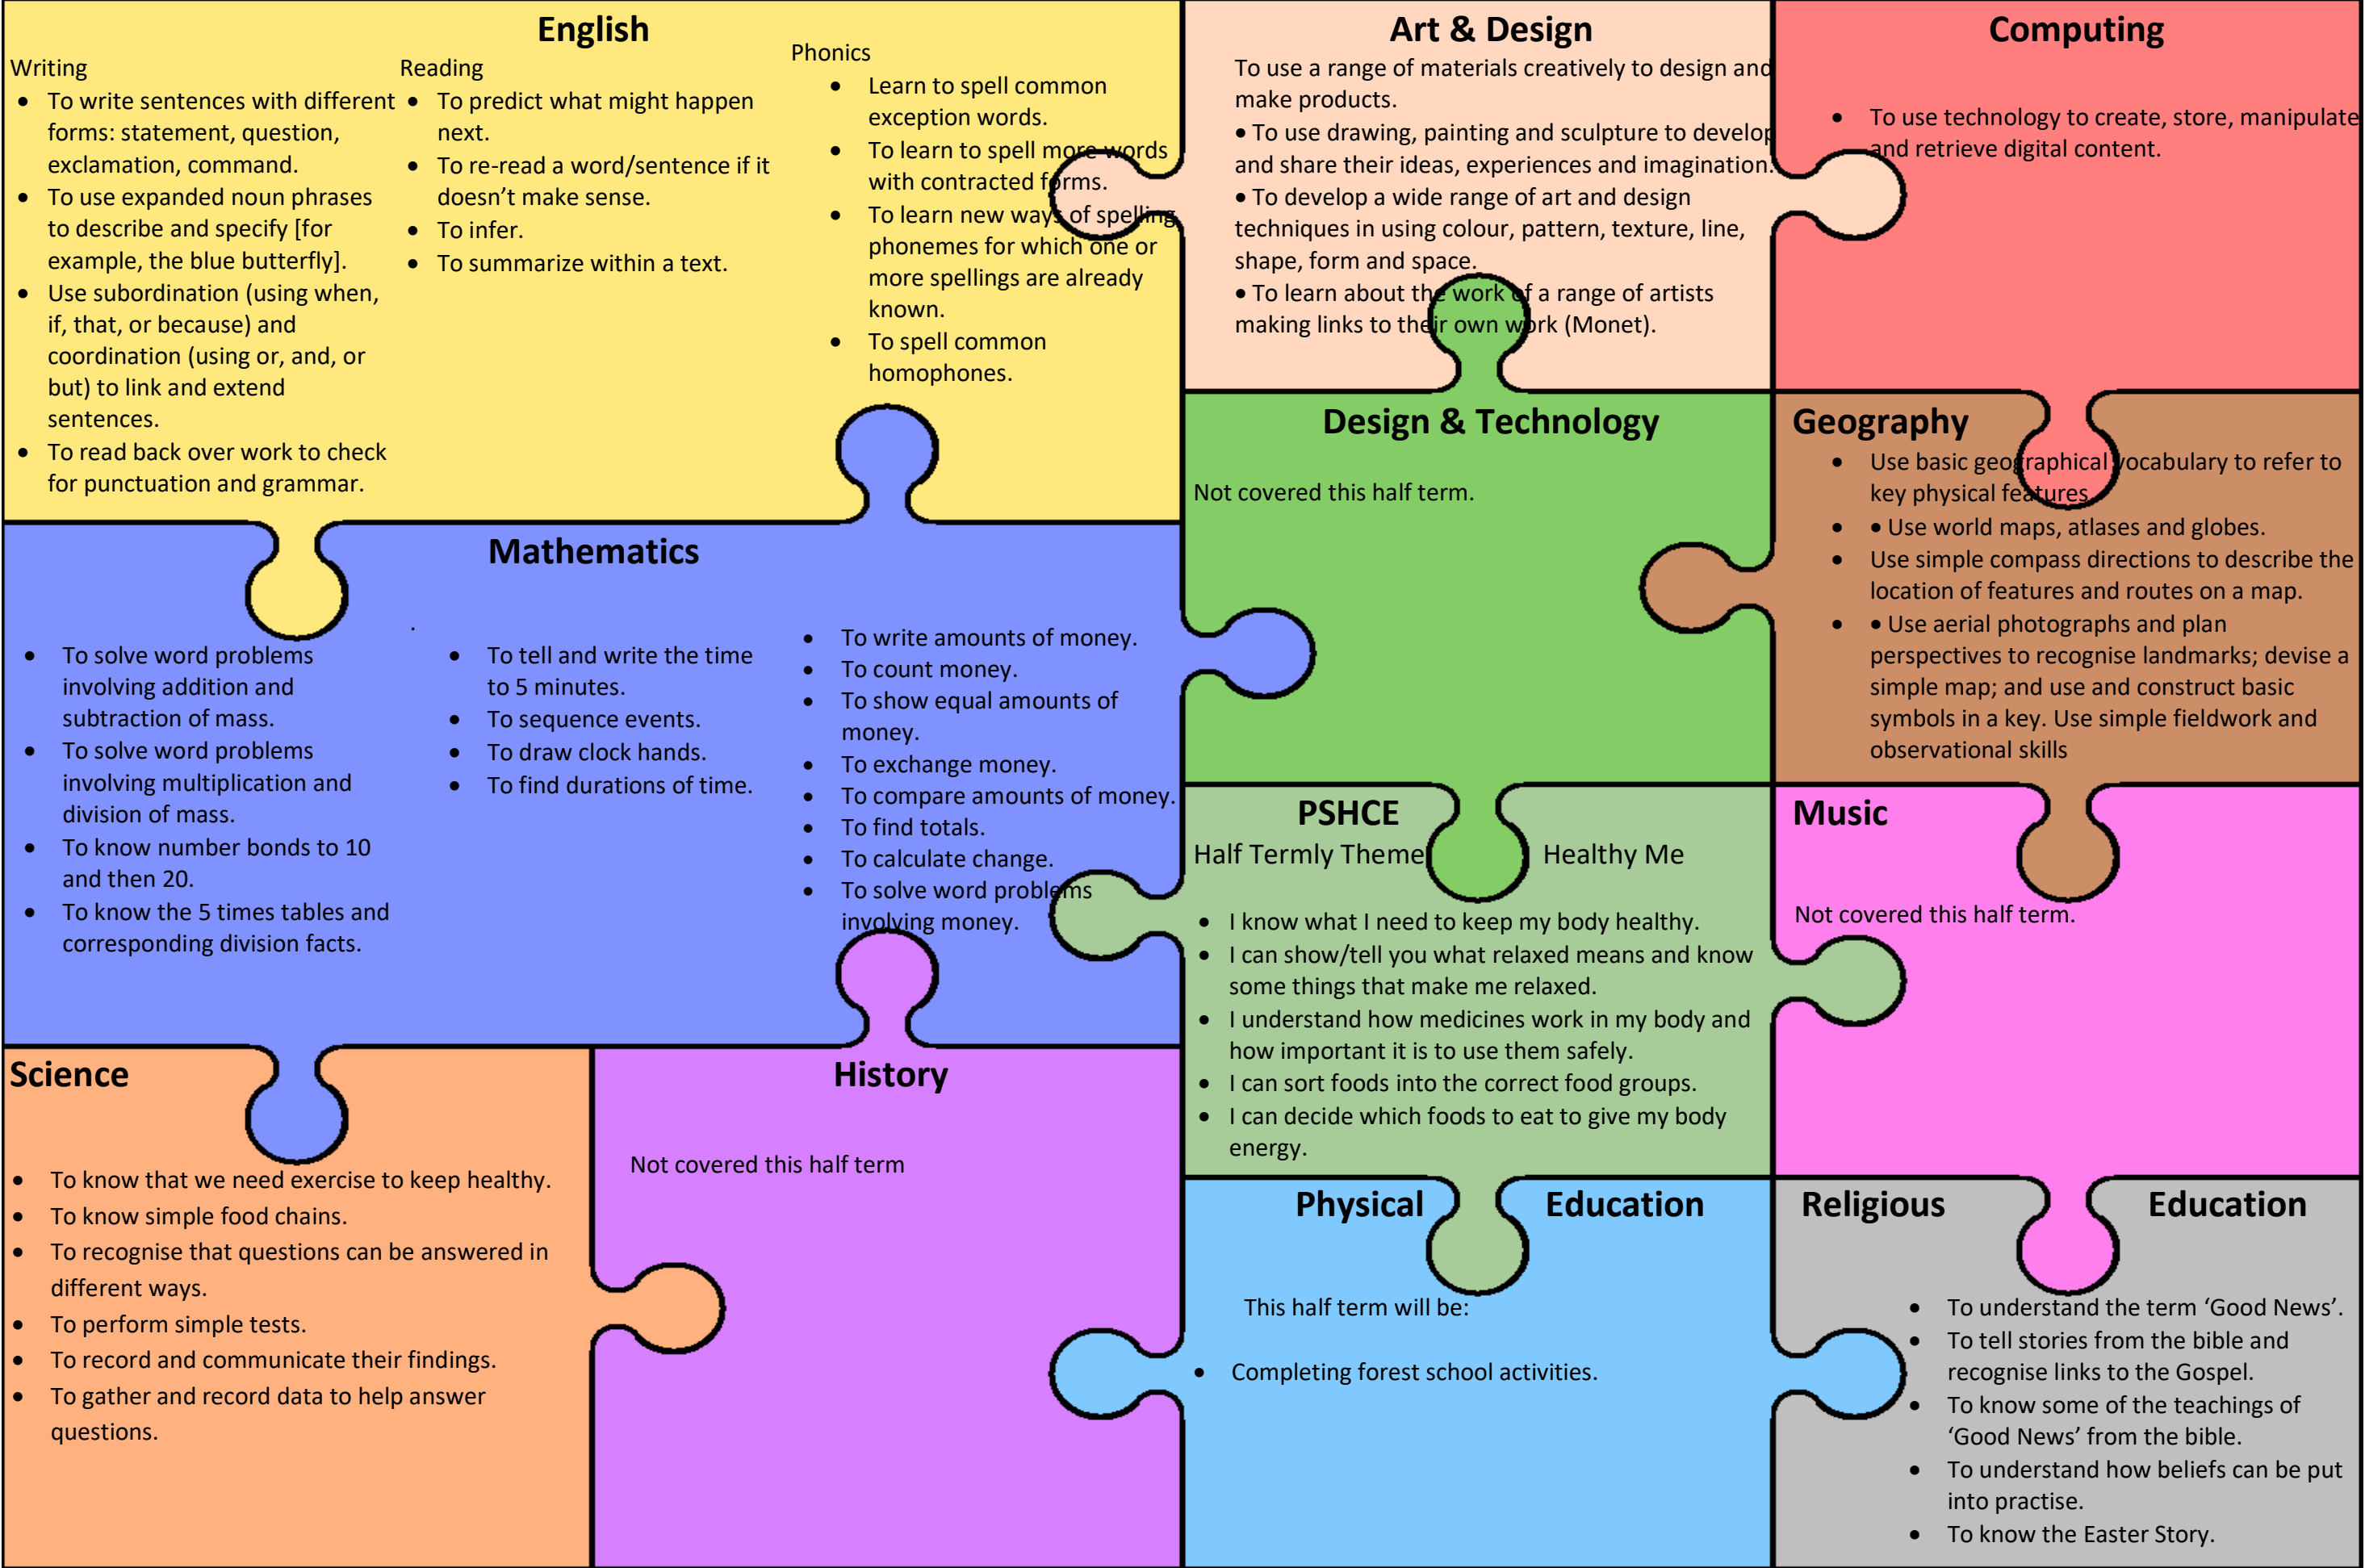 English
Writing
• To write sentences with different
forms: statement, question,
exclamation, command.
• To use expanded noun phrases
to describe and specify [for
example, the blue butterfly].
• Use subordination (using when,
if, that, or because) and
coordination (using or, and, or
but) to link and extend
sentences.
• To read back over work to check
for punctuation and grammar.
Reading
• To predict what might happen
next.
• To re-read a word/sentence if it
doesn’t make sense.
• To infer.
• To summarize within a text.
Phonics
• Learn to spell common
exception words.
• To learn to spell more words
with contracted forms.
• To learn new ways of spelling
phonemes for which one or
more spellings are already
known.
• To spell common
homophones.
Art & Design
To use a range of materials creatively to design and
make products.
• To use drawing, painting and sculpture to develop
and share their ideas, experiences and imagination.
• To develop a wide range of art and design
techniques in using colour, pattern, texture, line,
shape, form and space.
• To learn about the work of a range of artists
making links to their own work (Monet).
Computing
• To use technology to create, store, manipulate
and retrieve digital content.
Mathematics
.
• To solve word problems
involving addition and
subtraction of mass.
• To solve word problems
involving multiplication and
division of mass.
• To know number bonds to 10
and then 20.
• To know the 5 times tables and
corresponding division facts.
• To tell and write the time
to 5 minutes.
• To sequence events.
• To draw clock hands.
• To find durations of time.
• To write amounts of money.
• To count money.
• To show equal amounts of
money.
• To exchange money.
• To compare amounts of money.
• To find totals.
• To calculate change.
• To solve word problems
involving money.
Design & Technology
Not covered this half term.
Geography
• Use basic geographical vocabulary to refer to
key physical features
• • Use world maps, atlases and globes.
• Use simple compass directions to describe the
location of features and routes on a map.
• • Use aerial photographs and plan
perspectives to recognise landmarks; devise a
simple map; and use and construct basic
symbols in a key. Use simple fieldwork and
observational skills
PSHCE
Half Termly Theme Healthy Me
• I know what I need to keep my body healthy.
• I can show/tell you what relaxed means and know
some things that make me relaxed.
• I understand how medicines work in my body and
how important it is to use them safely.
• I can sort foods into the correct food groups.
• I can decide which foods to eat to give my body
energy.
Music
Not covered this half term.
Science
• To know that we need exercise to keep healthy.
• To know simple food chains.
• To recognise that questions can be answered in
different ways.
• To perform simple tests.
• To record and communicate their findings.
• To gather and record data to help answer
questions.
History
Not covered this half term
Physical Education
This half term will be:
• Completing forest school activities.
Religious Education
• To understand the term ‘Good News’.
• To tell stories from the bible and
recognise links to the Gospel.
• To know some of the teachings of
‘Good News’ from the bible.
• To understand how beliefs can be put
into practise.
• To know the Easter Story.